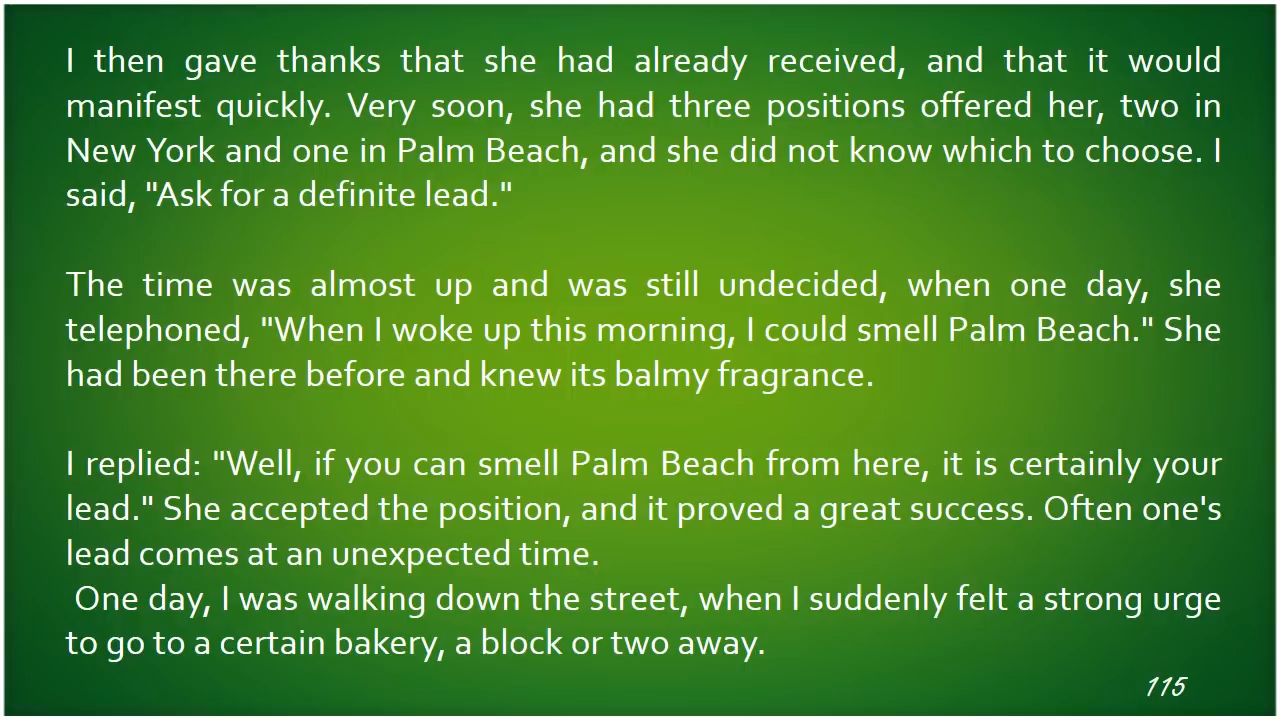 I then gave thanks that she had already received, and that it would
manifest quickly. Very soon, she had three positions offered her, two in
New York and one in Palm Beach, and she did not know which to choose. I
said, "Ask for a definite lead."
The time was almost up and was still undecided, when one day, she
telephoned, "When I woke up this morning, I could smell Palm Beach." She
had been there before and knew its balmy fragrance.
I replied: "Well, if you can smell Palm Beach from here, it is certainly your
lead." She accepted the position, and it proved a great success. Often one's
lead comes at an unexpected time.
One day, I was walking down the street, when I suddenly felt a strong urge
to go to a certain bakery, a block or two away.
115